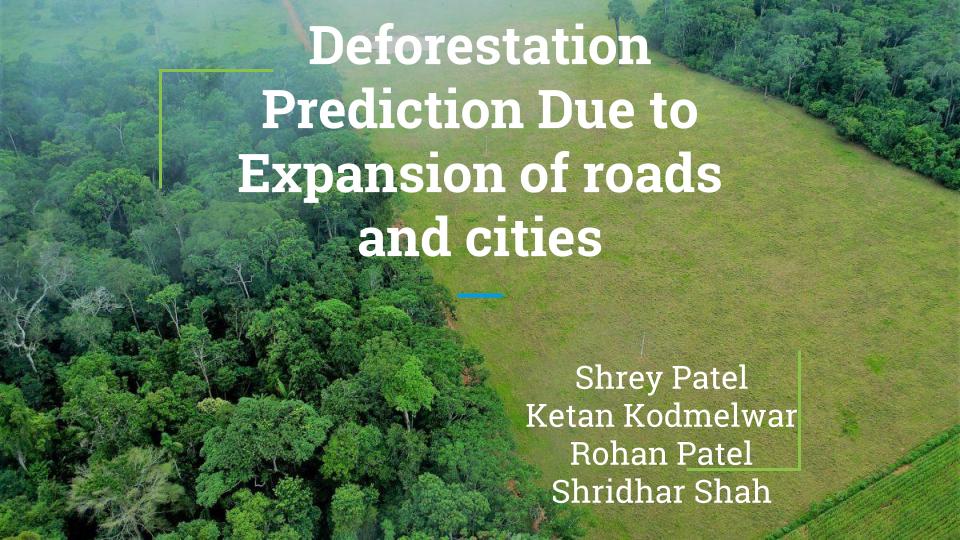 Deforestation
Prediction Due to
Expansion of roads
and cities
Shrey Patel
Ketan Kodmelwar
Rohan Patel
Shridhar Shah